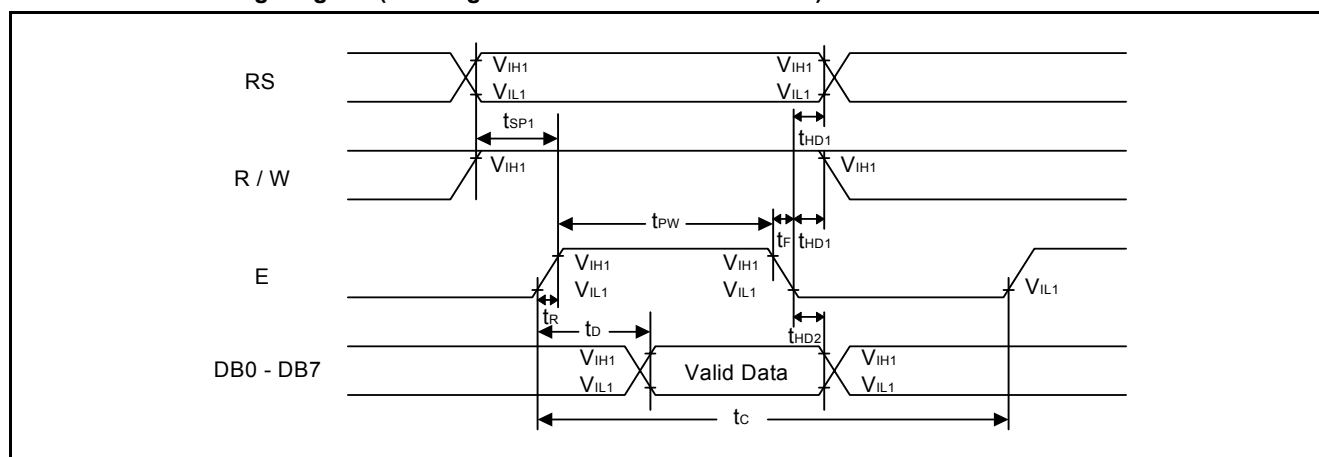 RS
VIH1
VIH1
VIL1
VIL1
tSP1
tHD1
R / W
VIH1
VIH1
tPW
tF
tHD1
E
VIH1
VIH1
VIL1
VIL1
VIL1
tR
tD
tHD2
DB0 - DB7
VIH1
VIH1
Valid Data
VIL1
VIL1
tC